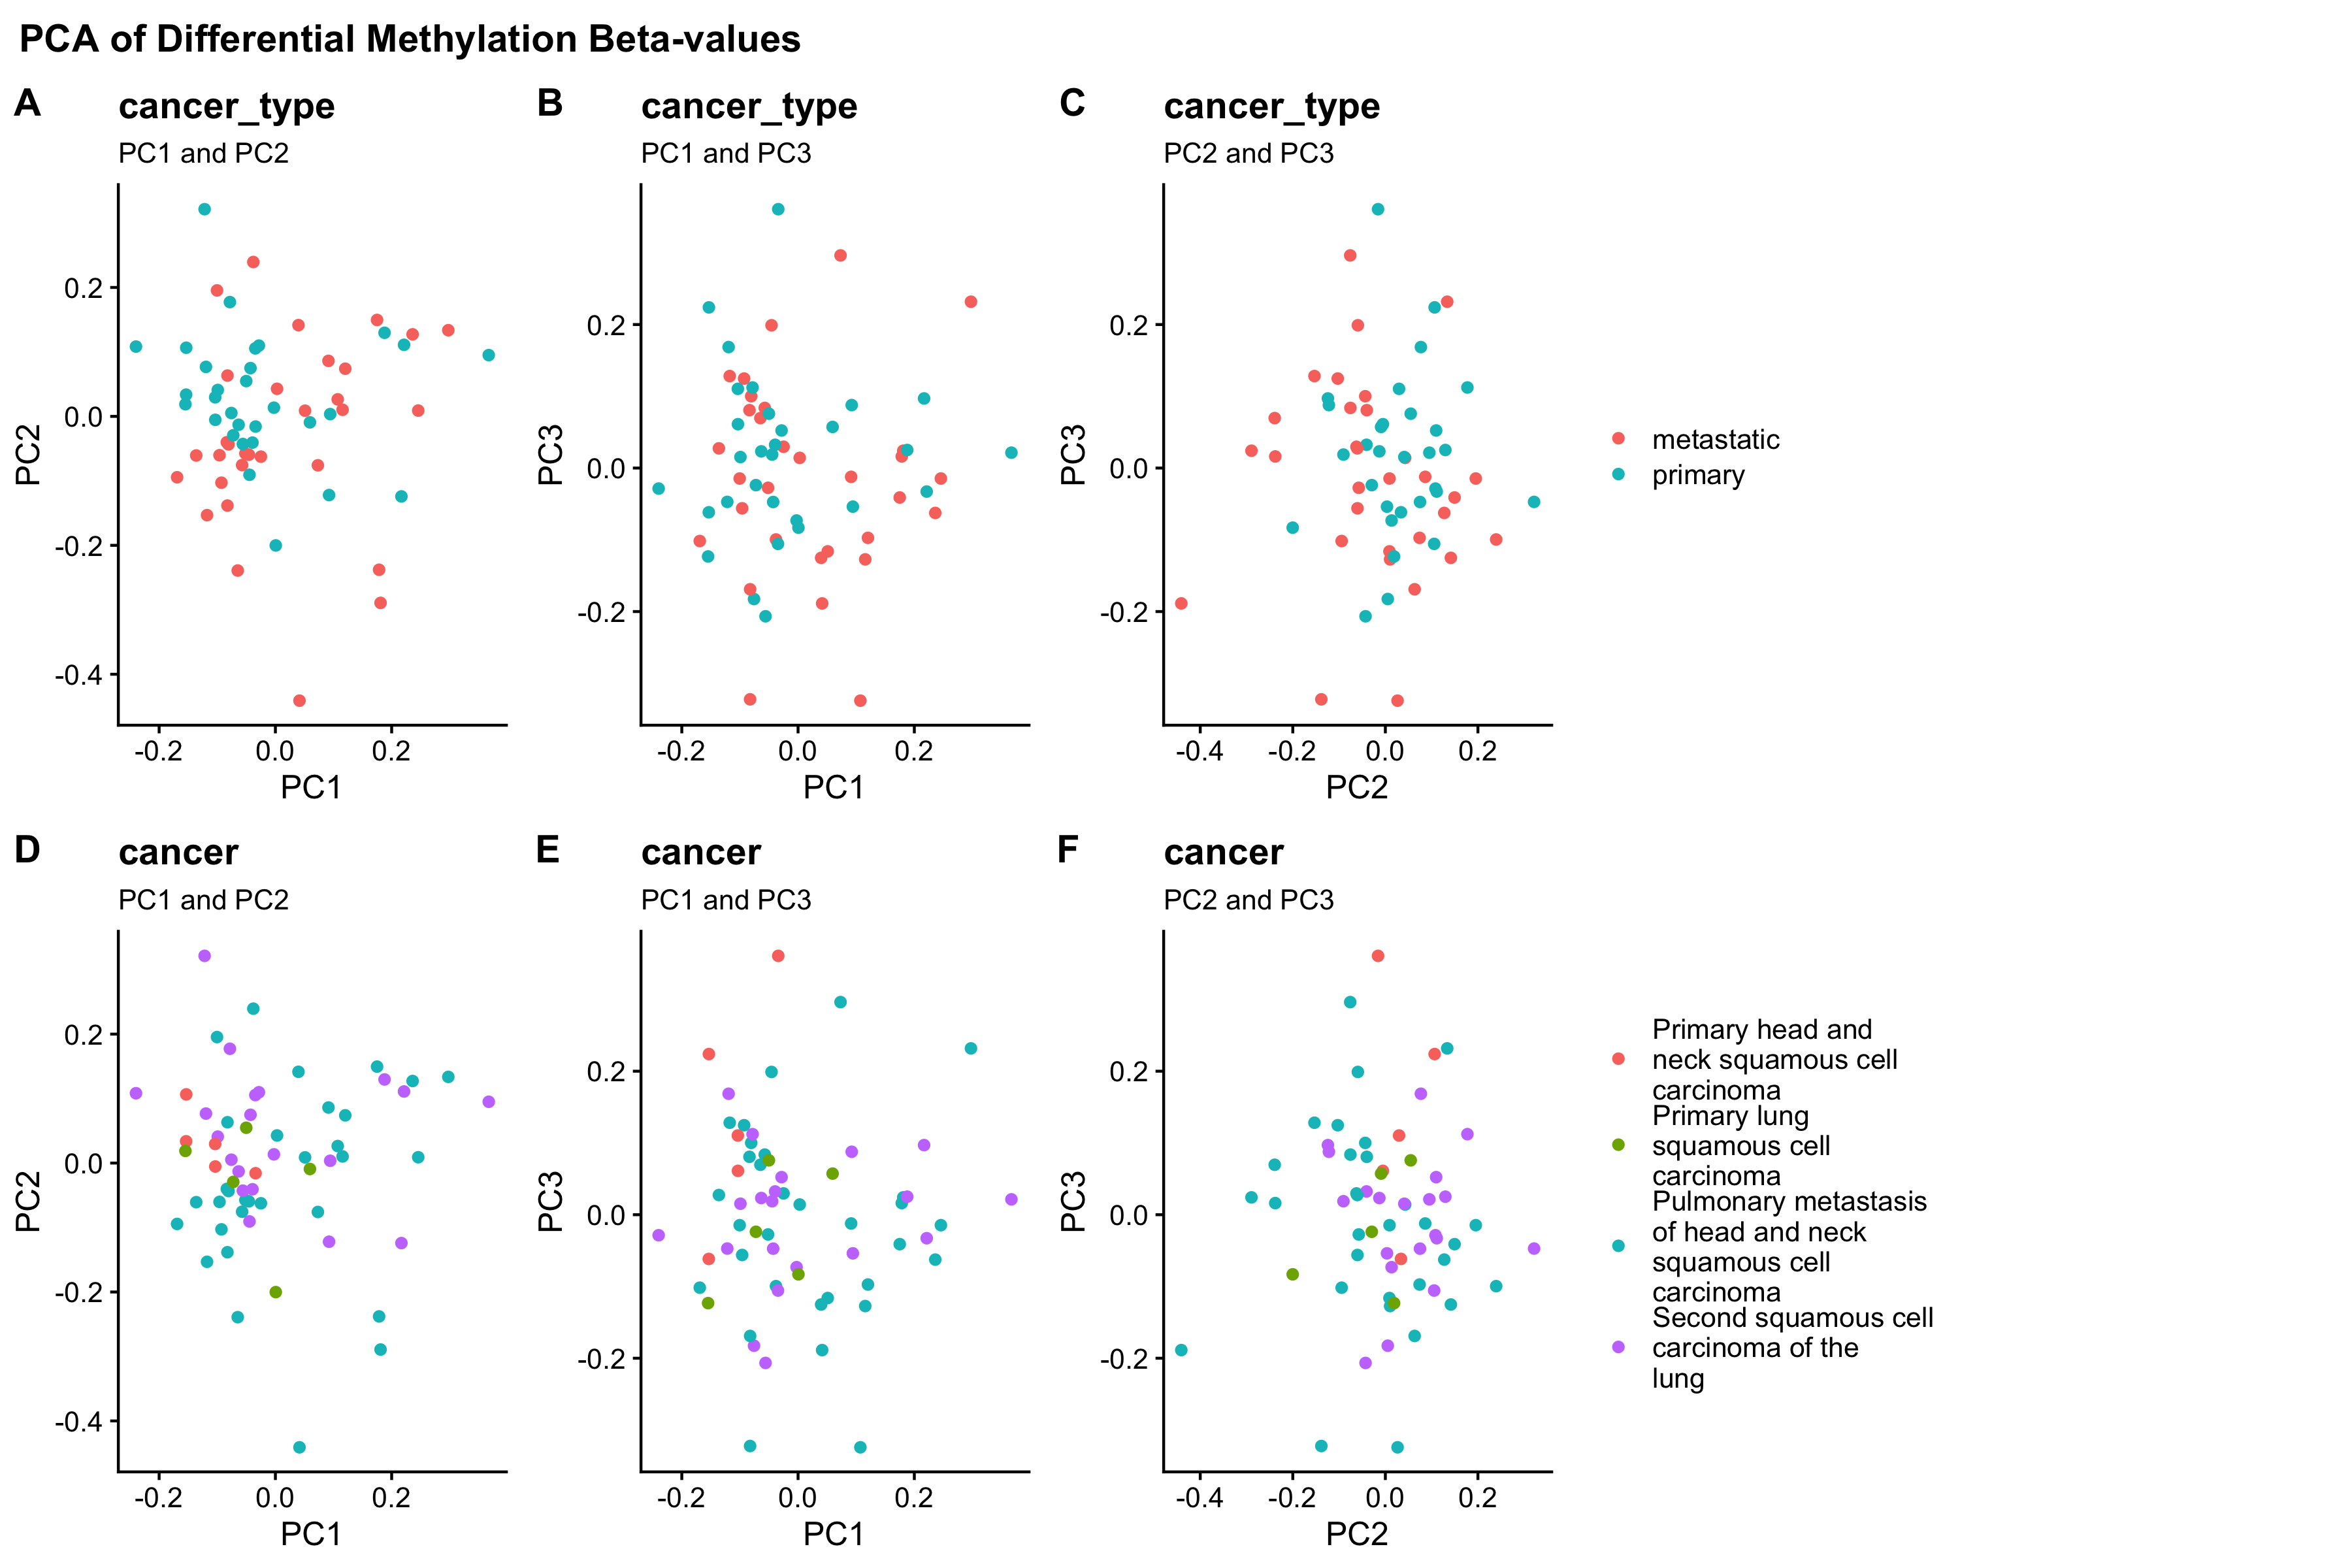 PCA of Differential Methylation Beta-values
A
cancer_type
PC1 and PC2
0.2
0.0
-0.2
-0.4
PC2
-0.2 0.0 0.2
PC1
B
cancer_type
PC1 and PC3
0.2
0.0
-0.2
PC3
-0.2 0.0 0.2
PC1
C
cancer_type
PC2 and PC3
0.2
0.0
-0.2
PC3
-0.4 -0.2 0.0 0.2
PC2
metastatic
primary
D
cancer
PC1 and PC2
0.2
0.0
-0.2
-0.4
PC2
-0.2 0.0 0.2
PC1
E
cancer
PC1 and PC3
0.2
0.0
-0.2
PC3
-0.2 0.0 0.2
PC1
F
cancer
PC2 and PC3
0.2
0.0
-0.2
PC3
-0.4 -0.2 0.0 0.2
PC2
Primary head and
neck squamous cell
carcinoma
Primary lung
squamous cell
carcinoma
Pulmonary metastasis
of head and neck
squamous cell
carcinoma
Second squamous cell
carcinoma of the
lung